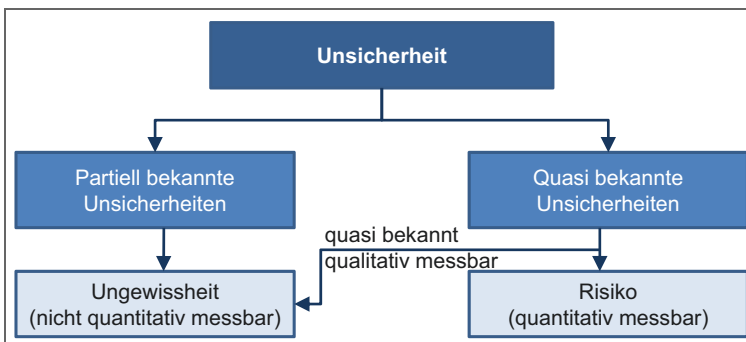 Unsicherheit
Partiell bekannte
Unsicherheiten
Quasi bekannte
Unsicherheiten
quasi bekannt
qualitativ messbar
Ungewissheit
(nicht quantitativ messbar)
Risiko
(quantitativ messbar)